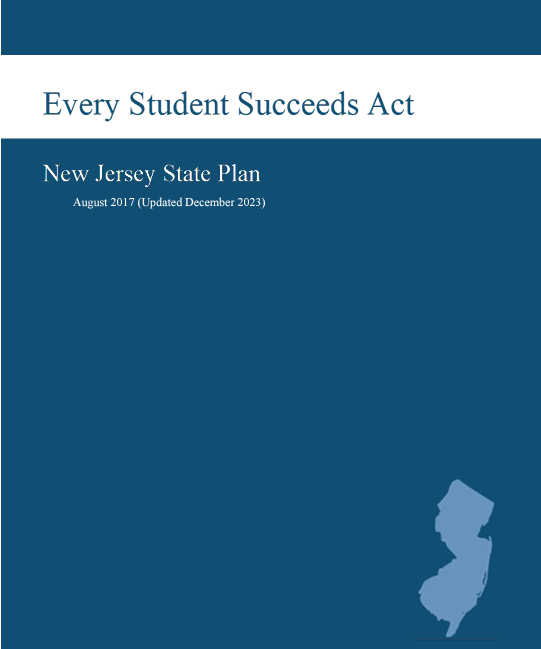 Every Student Succeeds Act
New Jersey State Plan
August 2017 (Updated December 2023)